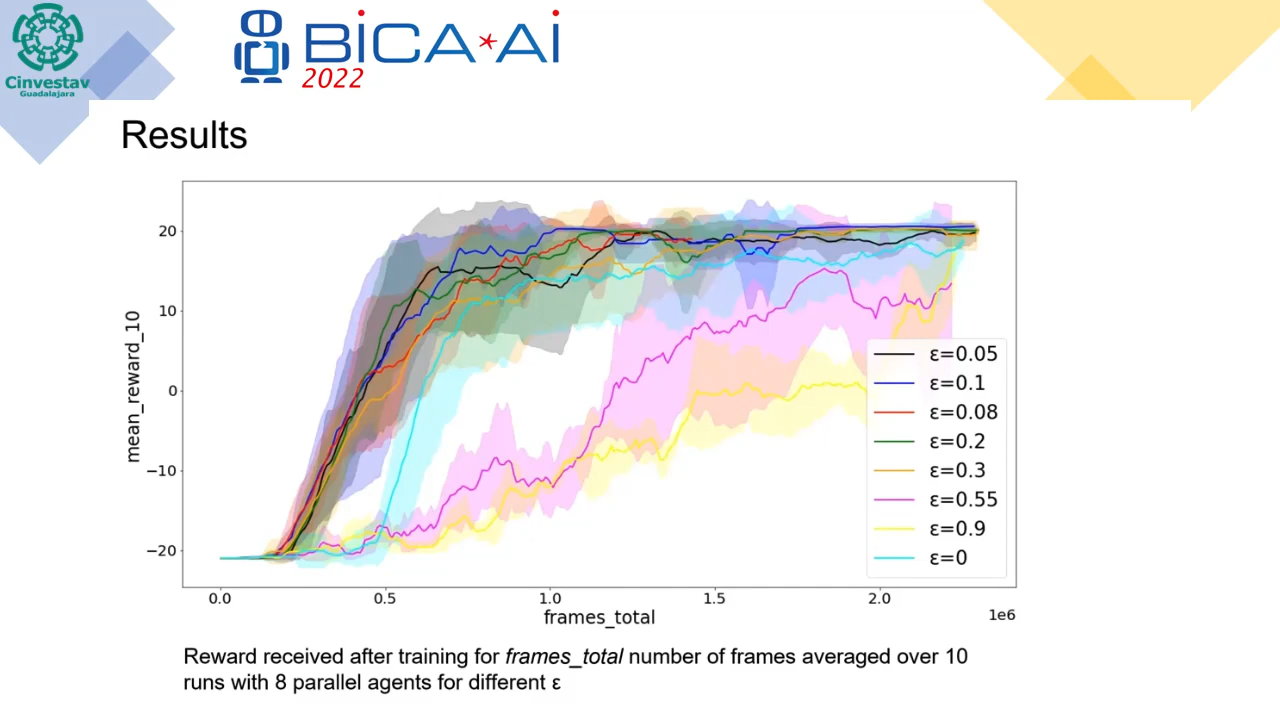 Cinvestav
Guadalajara
BiCA*Ai
2022
Results
mean_reward_10
20
10
0
−10
−20
0.0
0.5
1.0
1.5
2.0
1e6
frames_total
ε=0.05
ε=0.1
ε=0.08
ε=0.2
ε=0.3
ε=0.55
ε=0.9
ε=0
Reward received after training for frames_total number of frames averaged over 10
runs with 8 parallel agents for different ε